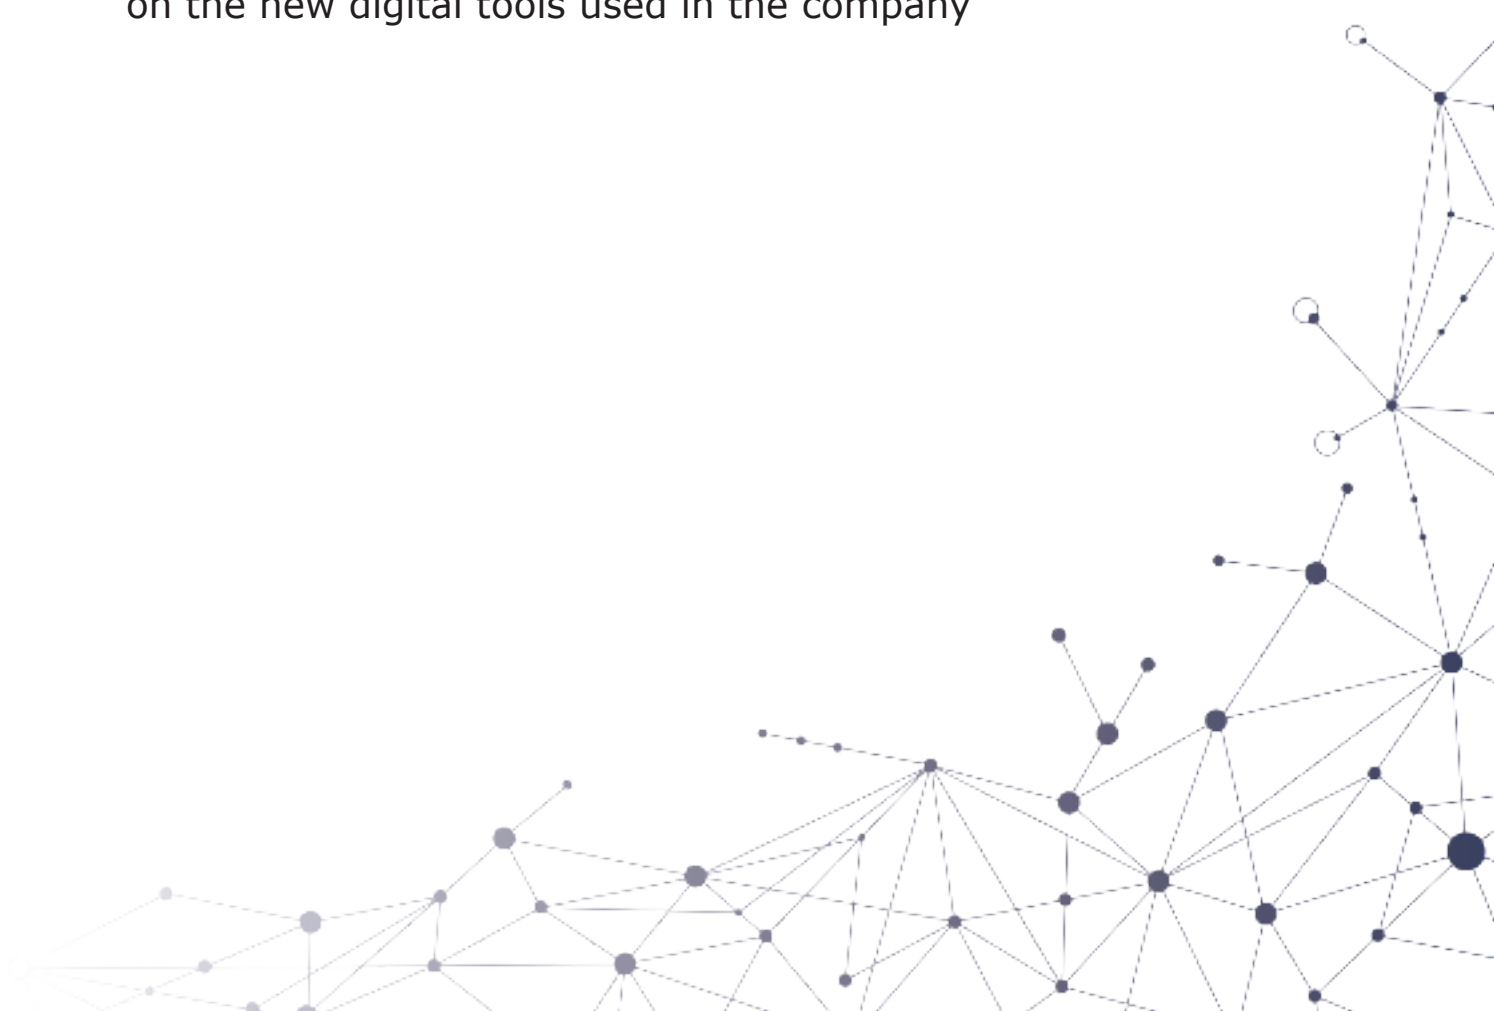 on the new digital tools used in the company